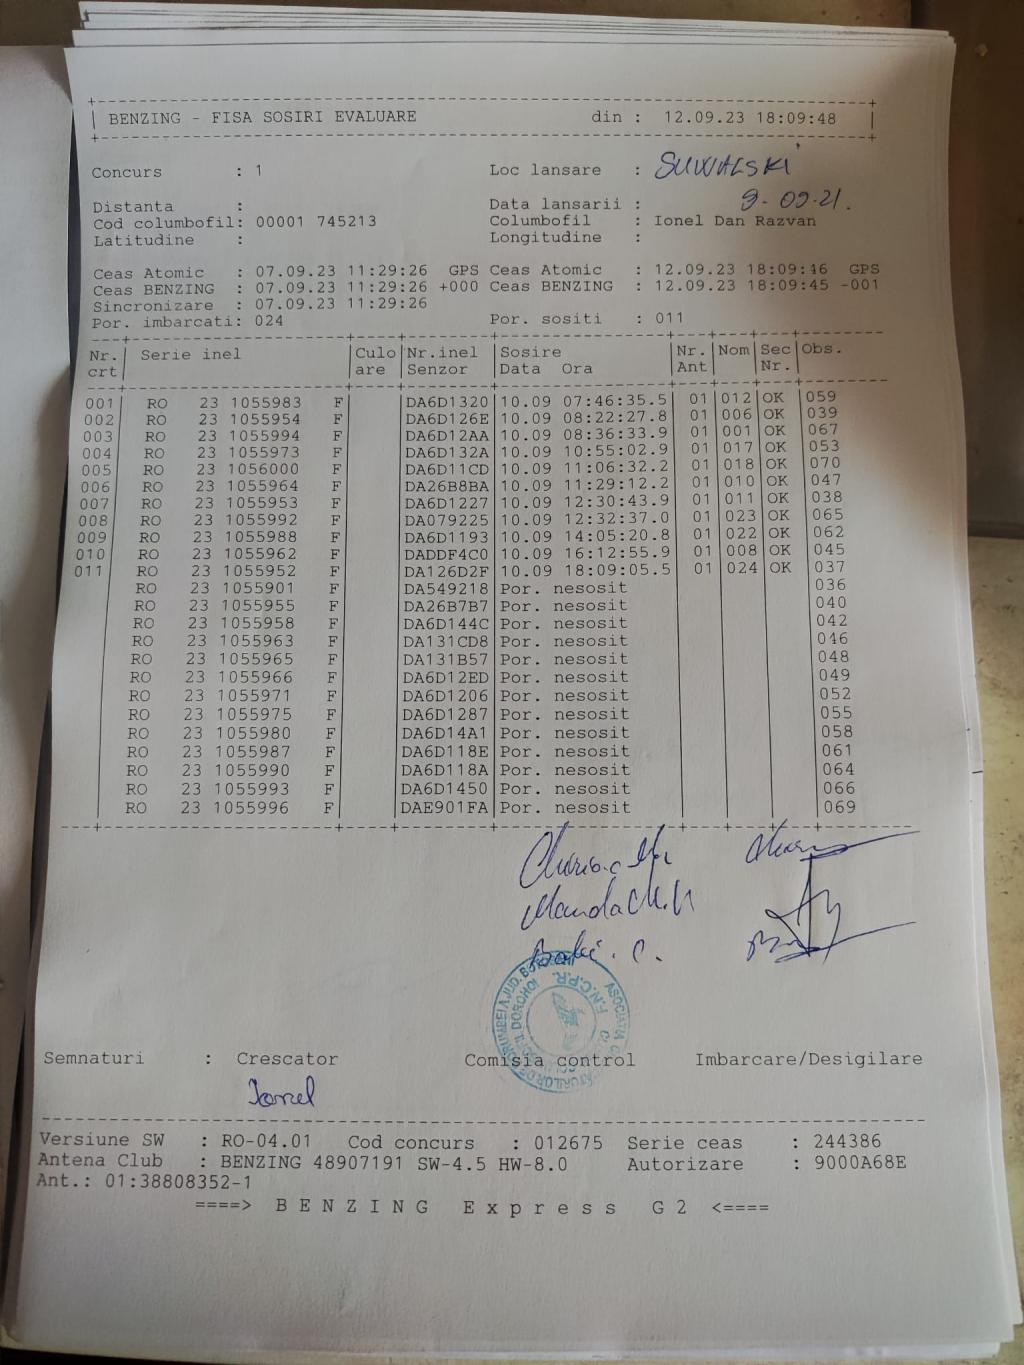 BENZING - FISA SOSIRI EVALUARE din : 12.09.23 18:09:48
Concurs : 1 Loc lansare : SUWALSKI
Distanta : Data lansarii : 9-09-21.
Cod columbofil: 00001 745213 Columbofil : Ionel Dan Razvan
Latitudine : Longitudine :
Ceas Atomic : 07.09.23 11:29:26 GPS Ceas Atomic : 12.09.23 18:09:46 GPS
Ceas BENZING : 07.09.23 11:29:26 +000 Ceas BENZING : 12.09.23 18:09:45 -001
Sincronizare : 07.09.23 11:29:26
Por. imbarcati: 024 Por. sositi : 011
Nr. Serie inel Culo Nr.inel Sosire Nr. Nom Sec Obs.
crt are Senzor Data Ora Ant Nr.
001 RO 23 1055983 F DA6D1320 10.09 07:46:35.5 01 012 OK 059
002 RO 23 1055954 F DA6D126E 10.09 08:22:27.8 01 006 OK 039
003 RO 23 1055994 F DA6D12AA 10.09 08:36:33.9 01 001 OK 067
004 RO 23 1055973 F DA6D132A 10.09 10:55:02.9 01 017 OK 053
005 RO 23 1056000 F DA6D11CD 10.09 11:06:32.2 01 018 OK 070
006 RO 23 1055964 F DA26B8BA 10.09 11:29:12.2 01 010 OK 047
007 RO 23 1055953 F DA6D1227 10.09 12:30:43.9 01 011 OK 038
008 RO 23 1055992 F DA079225 10.09 12:32:37.0 01 023 OK 065
009 RO 23 1055988 F DA6D1193 10.09 14:05:20.8 01 022 OK 062
010 RO 23 1055962 F DADDF4C0 10.09 16:12:55.9 01 008 OK 045
011 RO 23 1055952 F DA126D2F 10.09 18:09:05.5 01 024 OK 037
RO 23 1055901 F DA549218 Por. nesosit 036
RO 23 1055955 F DA26B7B7 Por. nesosit 040
RO 23 1055958 F DA6D144C Por. nesosit 042
RO 23 1055963 F DA131CD8 Por. nesosit 046
RO 23 1055965 F DA131B57 Por. nesosit 048
RO 23 1055966 F DA6D12ED Por. nesosit 049
RO 23 1055971 F DA6D1206 Por. nesosit 052
RO 23 1055975 F DA6D1287 Por. nesosit 055
RO 23 1055980 F DA6D14A1 Por. nesosit 058
RO 23 1055987 F DA6D118E Por. nesosit 061
RO 23 1055990 F DA6D118A Por. nesosit 064
RO 23 1055993 F DA6D1450 Por. nesosit 066
RO 23 1055996 F DAE901FA Por. nesosit 069
Semnaturi : Crescator Comisia control Imbarcare/Desigilare
Ionel
Versiune SW : RO-04.01 Cod concurs : 012675 Serie ceas : 244386
Antena Club : BENZING 48907191 SW-4.5 HW-8.0 Autorizare : 9000A68E
Ant.: 01:38808352-1
====> BENZING Express G2 <====